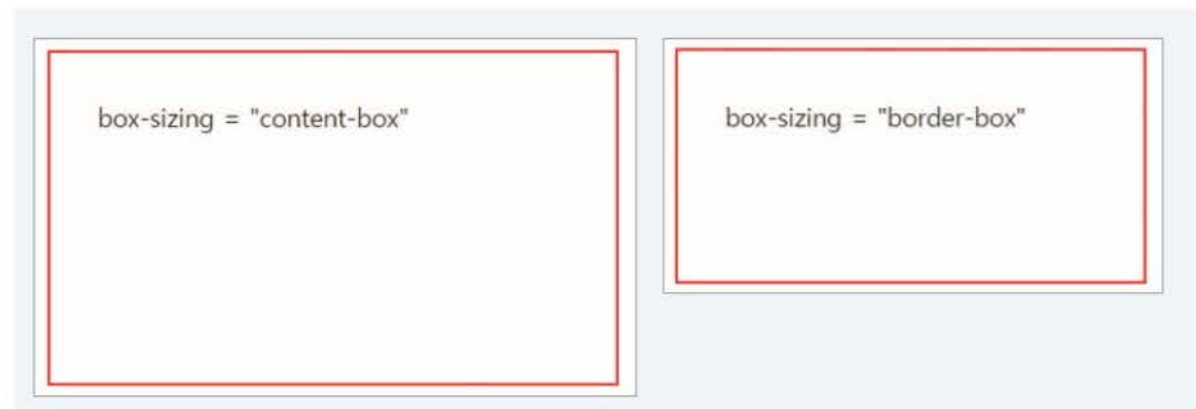 box-sizing = "content-box"
box-sizing = "border-box"